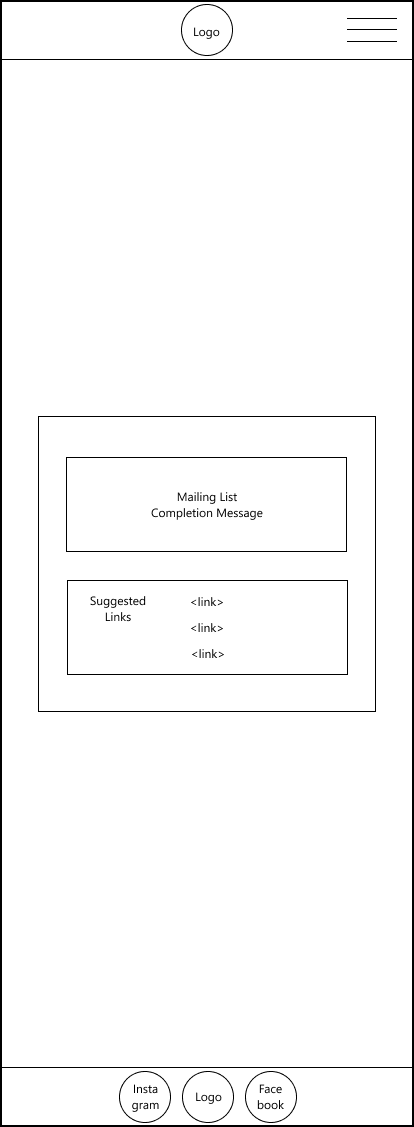 Logo
Mailing List
Completion Message
Suggested
Links
<link>
<link>
<link>
Insta
gram
Logo
Face
book